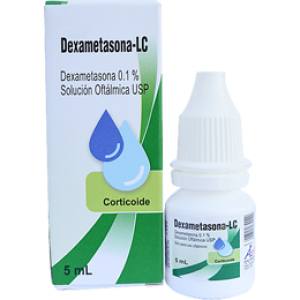 Dexametasona-LC
Dexametasona 0.1 %
Solución Oftálmica USP
Corticoide
5 mL
Dexametasona-LC
Dexametasona 0.1 %
Solución Oftálmica USP
Corticoide
5 mL